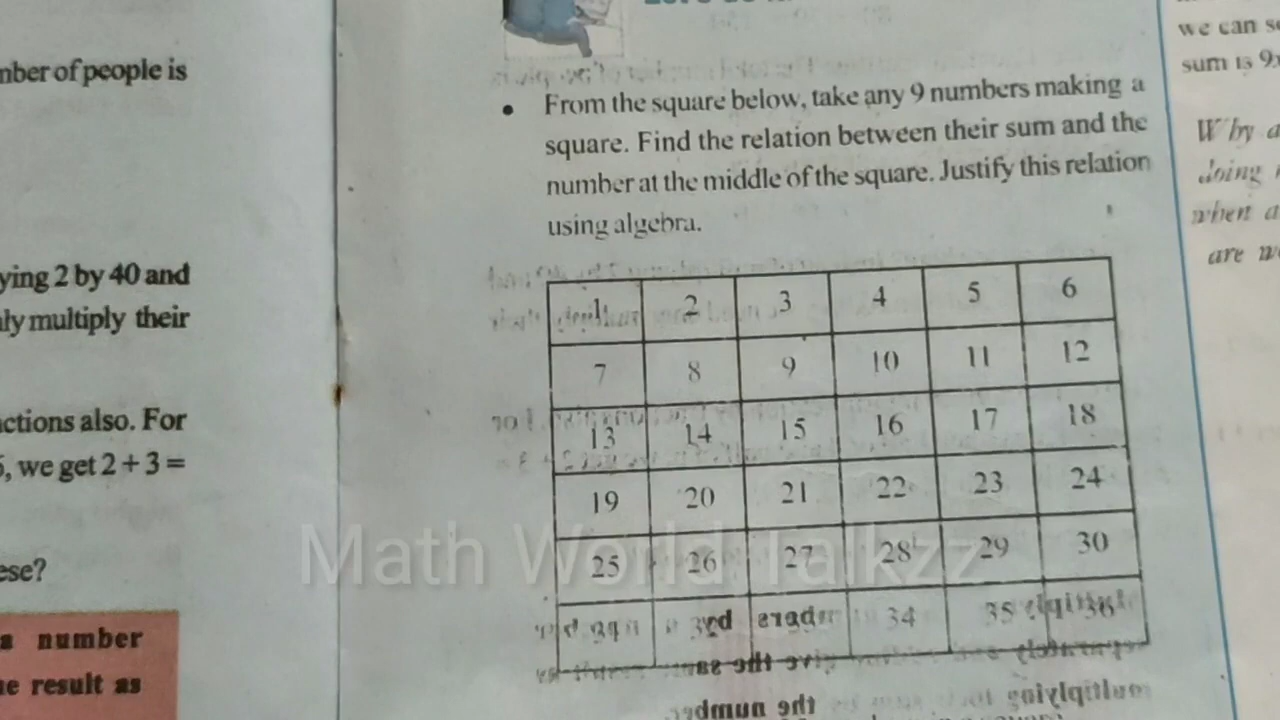 mber of people is
ying 2 by 40 and
ly multiply their
actions also. For
we get 2 + 3 =
ese?
a number
e result as
• From the square below, take any 9 numbers making a
square. Find the relation between their sum and the
number at the middle of the square. Justify this relation
using algebra.
1 2 3 4 5 6
7 8 9 10 11 12
13 14 15 16 17 18
19 20 21 22 23 24
25 26 27 28 29 30
34 35 36
Math World Talkzz
we can s
sum is 9
Why a
doing
when a
are w